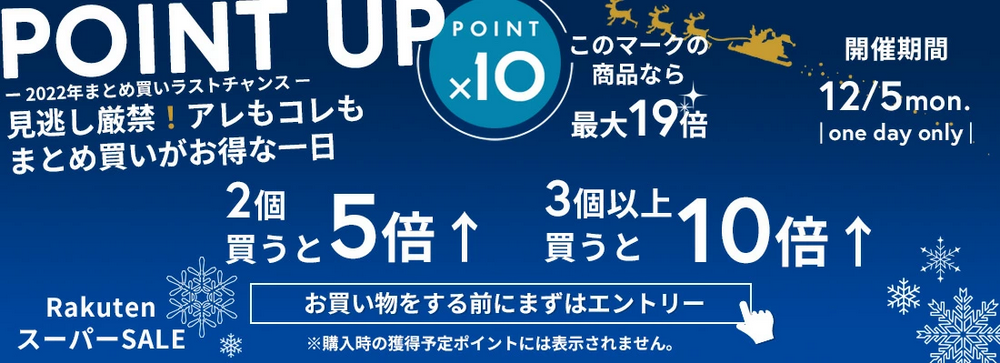 POINT UP
ー 2022年まとめ買いラストチャンス ー
見逃し厳禁！アレもコレも
まとめ買いがお得な一日
POINT
×10
このマークの
商品なら
最大19倍
開催期間
12/5mon.
|one day only|
2個
買うと5倍↑
3個以上
買うと10倍↑
Rakuten
スーパーSALE
お買い物をする前にまずはエントリー
※購入時の獲得予定ポイントには表示されません。